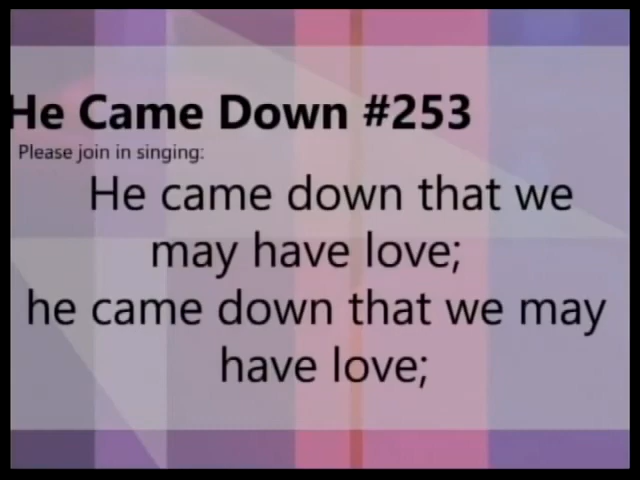 He Came Down #253
Please join in singing:
He came down that we
may have love;
he came down that we may
have love;